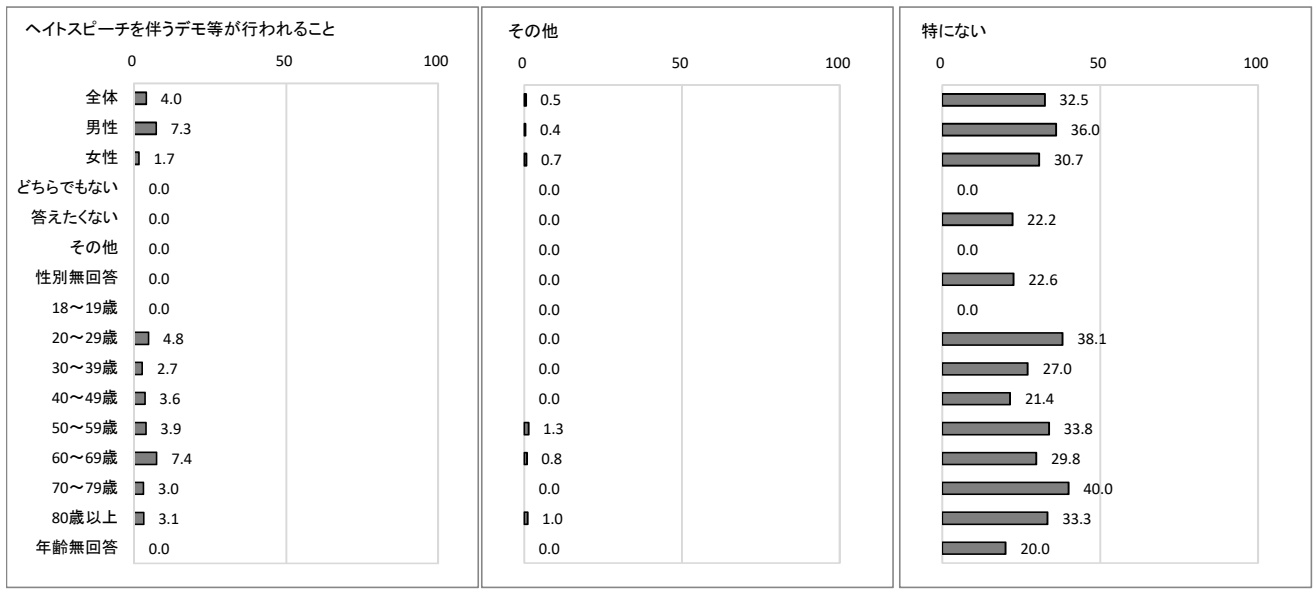 ヘイトスピーチを伴うデモ等が行われること
0 50 100
全体 4.0
男性 7.3
女性 1.7
どちらでもない 0.0
答えたくない 0.0
その他 0.0
性別無回答 0.0
18～19歳 0.0
20～29歳 4.8
30～39歳 2.7
40～49歳 3.6
50～59歳 3.9
60～69歳 7.4
70～79歳 3.0
80歳以上 3.1
年齢無回答 0.0
その他
0 50 100
0.5
0.4
0.7
0.0
0.0
0.0
0.0
0.0
0.0
0.0
0.0
1.3
0.8
0.0
1.0
0.0
特にない
0 50 100
32.5
36.0
30.7
0.0
22.2
0.0
22.6
0.0
38.1
27.0
21.4
33.8
29.8
40.0
33.3
20.0